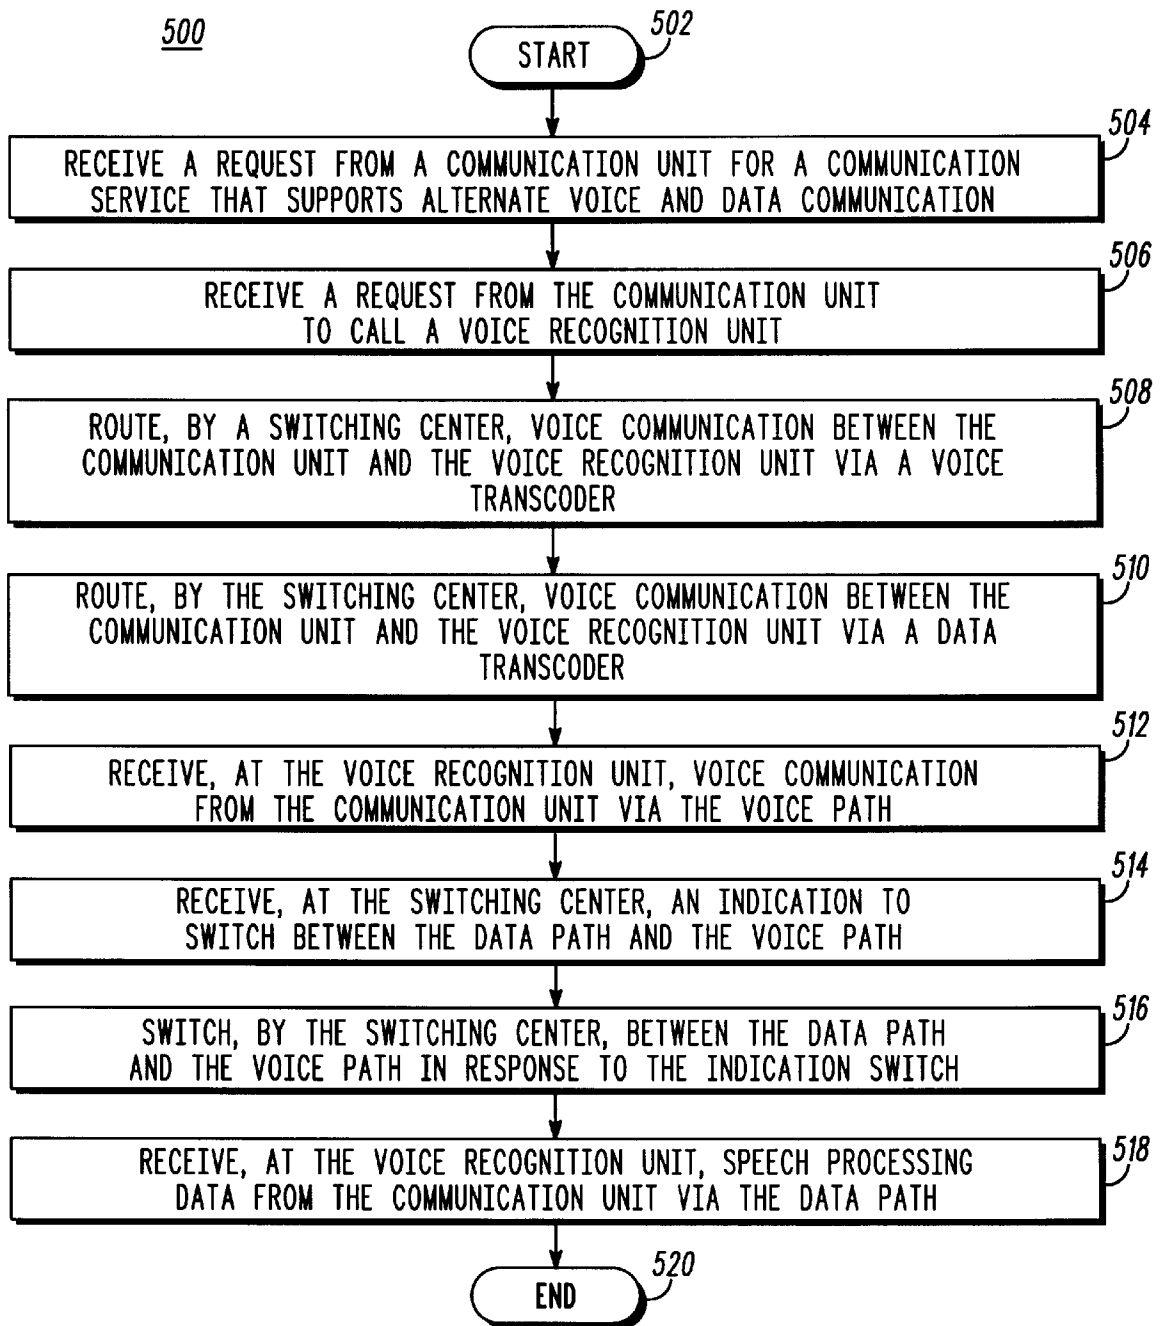 500
START
502
504
RECEIVE A REQUEST FROM A COMMUNICATION UNIT FOR A COMMUNICATION
SERVICE THAT SUPPORTS ALTERNATE VOICE AND DATA COMMUNICATION
506
RECEIVE A REQUEST FROM THE COMMUNICATION UNIT
TO CALL A VOICE RECOGNITION UNIT
508
ROUTE, BY A SWITCHING CENTER, VOICE COMMUNICATION BETWEEN THE
COMMUNICATION UNIT AND THE VOICE RECOGNITION UNIT VIA A VOICE
TRANSCODER
510
ROUTE, BY THE SWITCHING CENTER, VOICE COMMUNICATION BETWEEN THE
COMMUNICATION UNIT AND THE VOICE RECOGNITION UNIT VIA A DATA
TRANSCODER
512
RECEIVE, AT THE VOICE RECOGNITION UNIT, VOICE COMMUNICATION
FROM THE COMMUNICATION UNIT VIA THE VOICE PATH
514
RECEIVE, AT THE SWITCHING CENTER, AN INDICATION TO
SWITCH BETWEEN THE DATA PATH AND THE VOICE PATH
516
SWITCH, BY THE SWITCHING CENTER, BETWEEN THE DATA PATH
AND THE VOICE PATH IN RESPONSE TO THE INDICATION SWITCH
518
RECEIVE, AT THE VOICE RECOGNITION UNIT, SPEECH PROCESSING
DATA FROM THE COMMUNICATION UNIT VIA THE DATA PATH
520
END